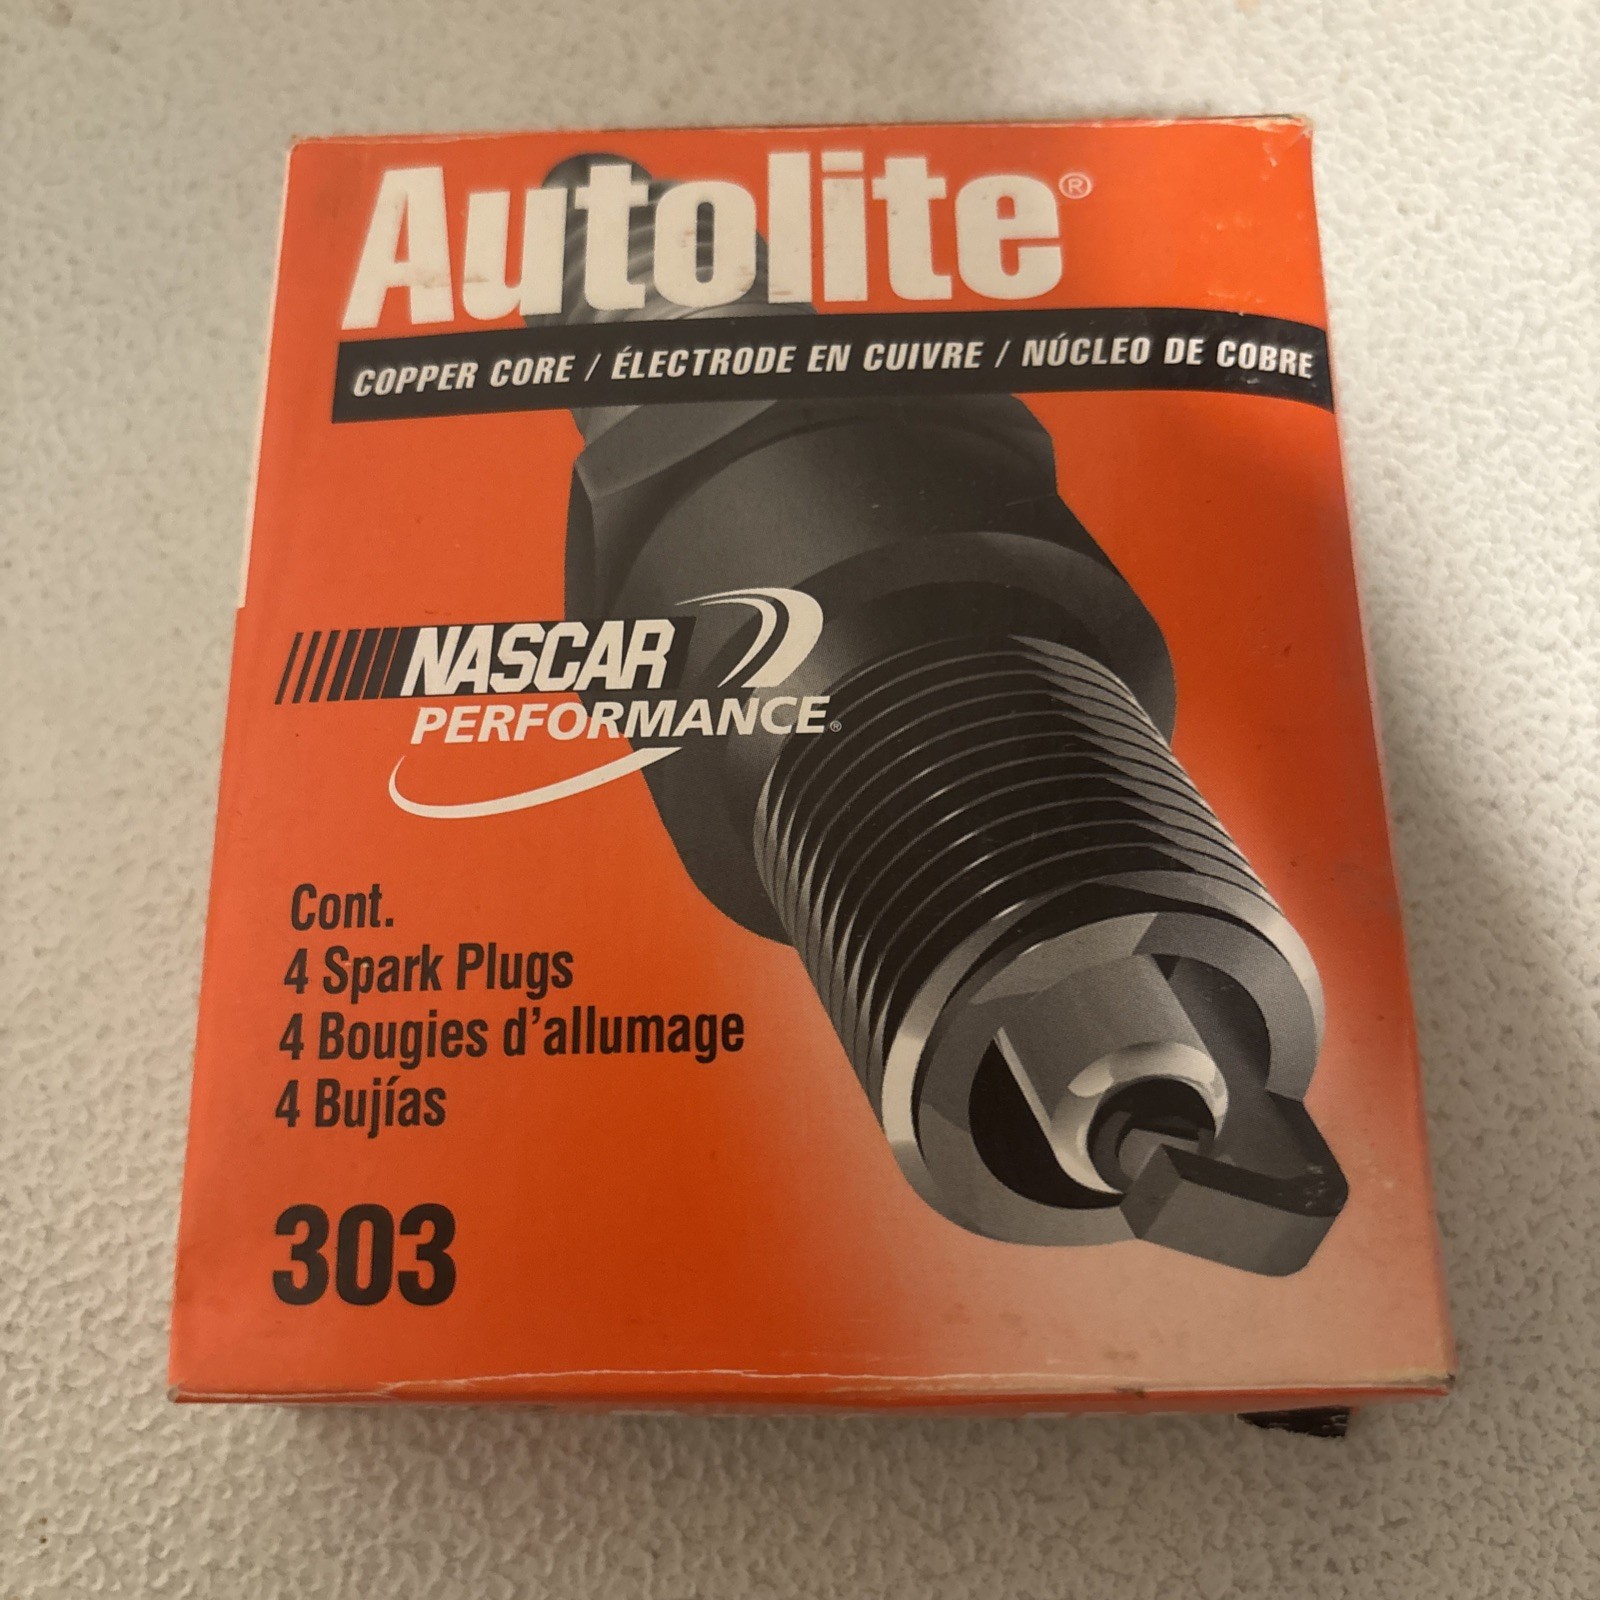 Autolite®
COPPER CORE / ÉLECTRODE EN CUIVRE / NÚCLEO DE COBRE
NASCAR
PERFORMANCE®
Cont.
4 Spark Plugs
4 Bougies d'allumage
4 Bujías
303